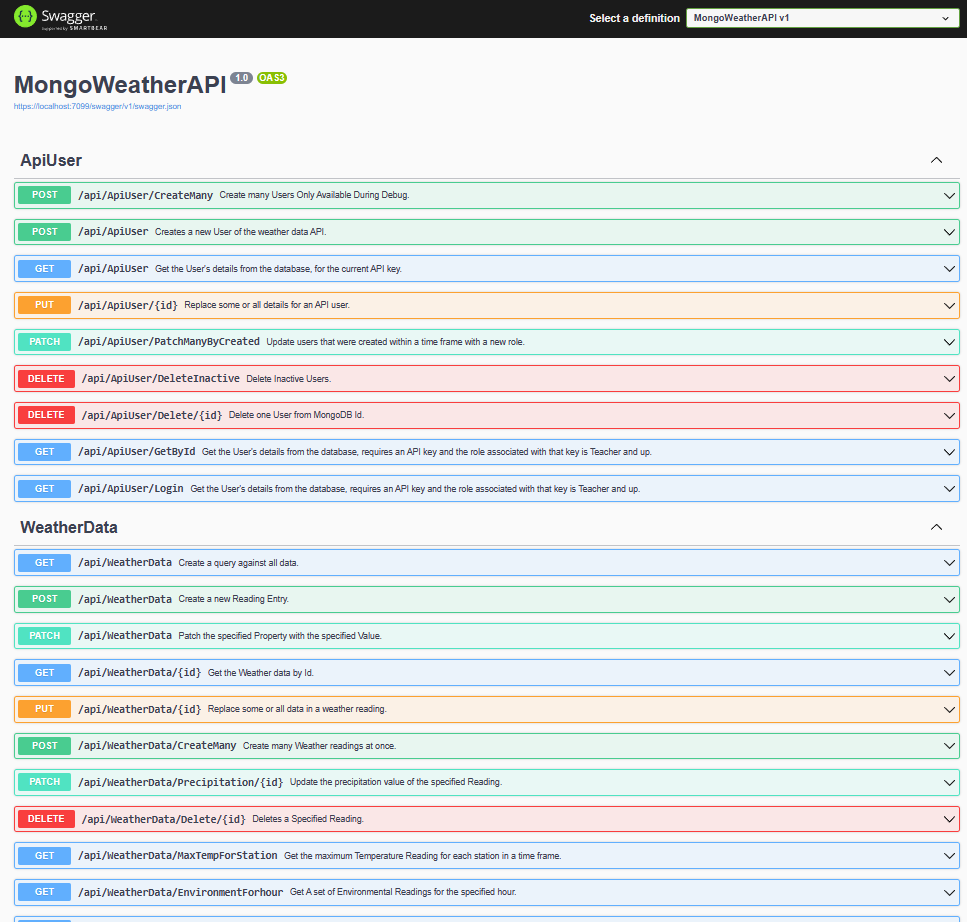 Swagger
Supported by SMARTBEAR
Select a definition
MongoWeatherAPI v1
MongoWeatherAPI 1.0 OAS3
https://localhost:7099/swagger/v1/swagger.json
ApiUser
POST /api/ApiUser/CreateMany Create many Users Only Available During Debug.
POST /api/ApiUser Creates a new User of the weather data API.
GET /api/ApiUser Get the User's details from the database, for the current API key.
PUT /api/ApiUser/{id} Replace some or all details for an API user.
PATCH /api/ApiUser/PatchManyByCreated Update users that were created within a time frame with a new role.
DELETE /api/ApiUser/DeleteInactive Delete Inactive Users.
DELETE /api/ApiUser/Delete/{id} Delete one User from MongoDB Id.
GET /api/ApiUser/GetById Get the User's details from the database, requires an API key and the role associated with that key is Teacher and up.
GET /api/ApiUser/Login Get the User's details from the database, requires an API key and the role associated with that key is Teacher and up.
WeatherData
GET /api/WeatherData Create a query against all data.
POST /api/WeatherData Create a new Reading Entry.
PATCH /api/WeatherData Patch the specified Property with the specified Value.
GET /api/WeatherData/{id} Get the Weather data by Id.
PUT /api/WeatherData/{id} Replace some or all data in a weather reading.
POST /api/WeatherData/CreateMany Create many Weather readings at once.
PATCH /api/WeatherData/Precipitation/{id} Update the precipitation value of the specified Reading.
DELETE /api/WeatherData/Delete/{id} Deletes a Specified Reading.
GET /api/WeatherData/MaxTempForStation Get the maximum Temperature Reading for each station in a time frame.
GET /api/WeatherData/EnvironmentForhour Get A set of Environmental Readings for the specified hour.